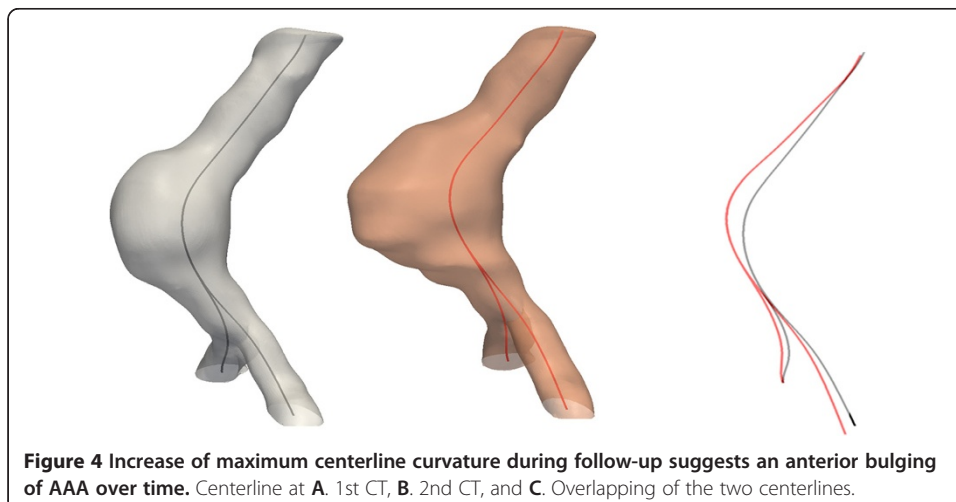 Figure 4 Increase of maximum centerline curvature during follow-up suggests an anterior bulging
of AAA over time. Centerline at A. 1st CT, B. 2nd CT, and C. Overlapping of the two centerlines.